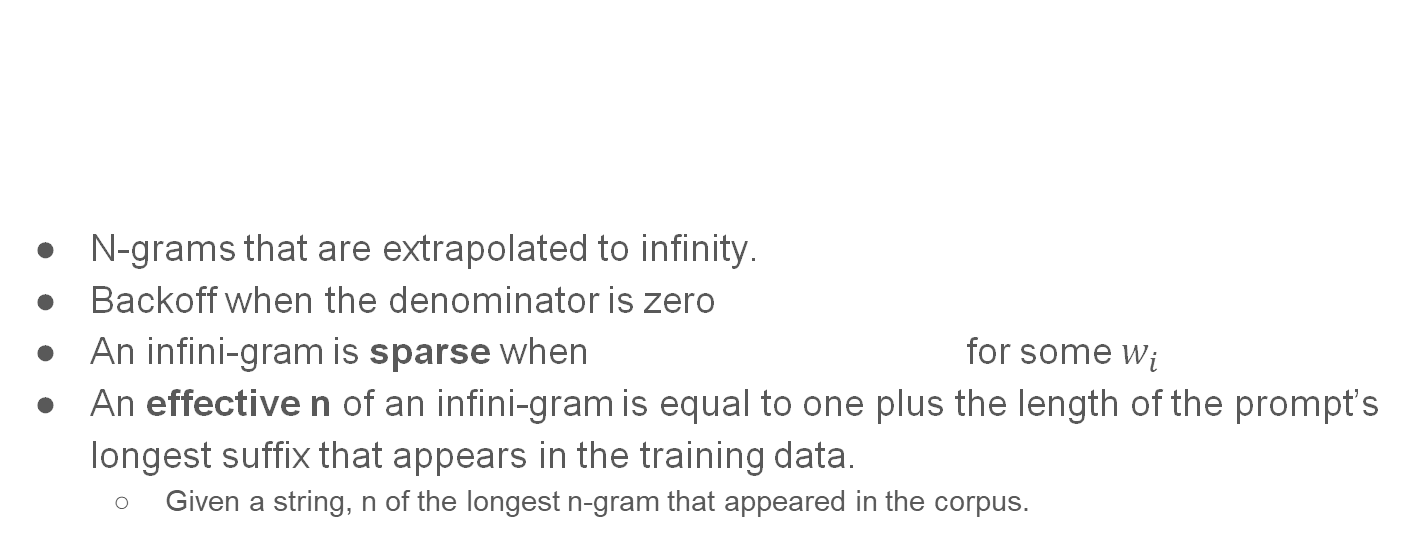 ● N-grams that are extrapolated to infinity.
● Backoff when the denominator is zero
● An infini-gram is sparse when for some wᵢ
● An effective n of an infini-gram is equal to one plus the length of the prompt’s
longest suffix that appears in the training data.
○ Given a string, n of the longest n-gram that appeared in the corpus.